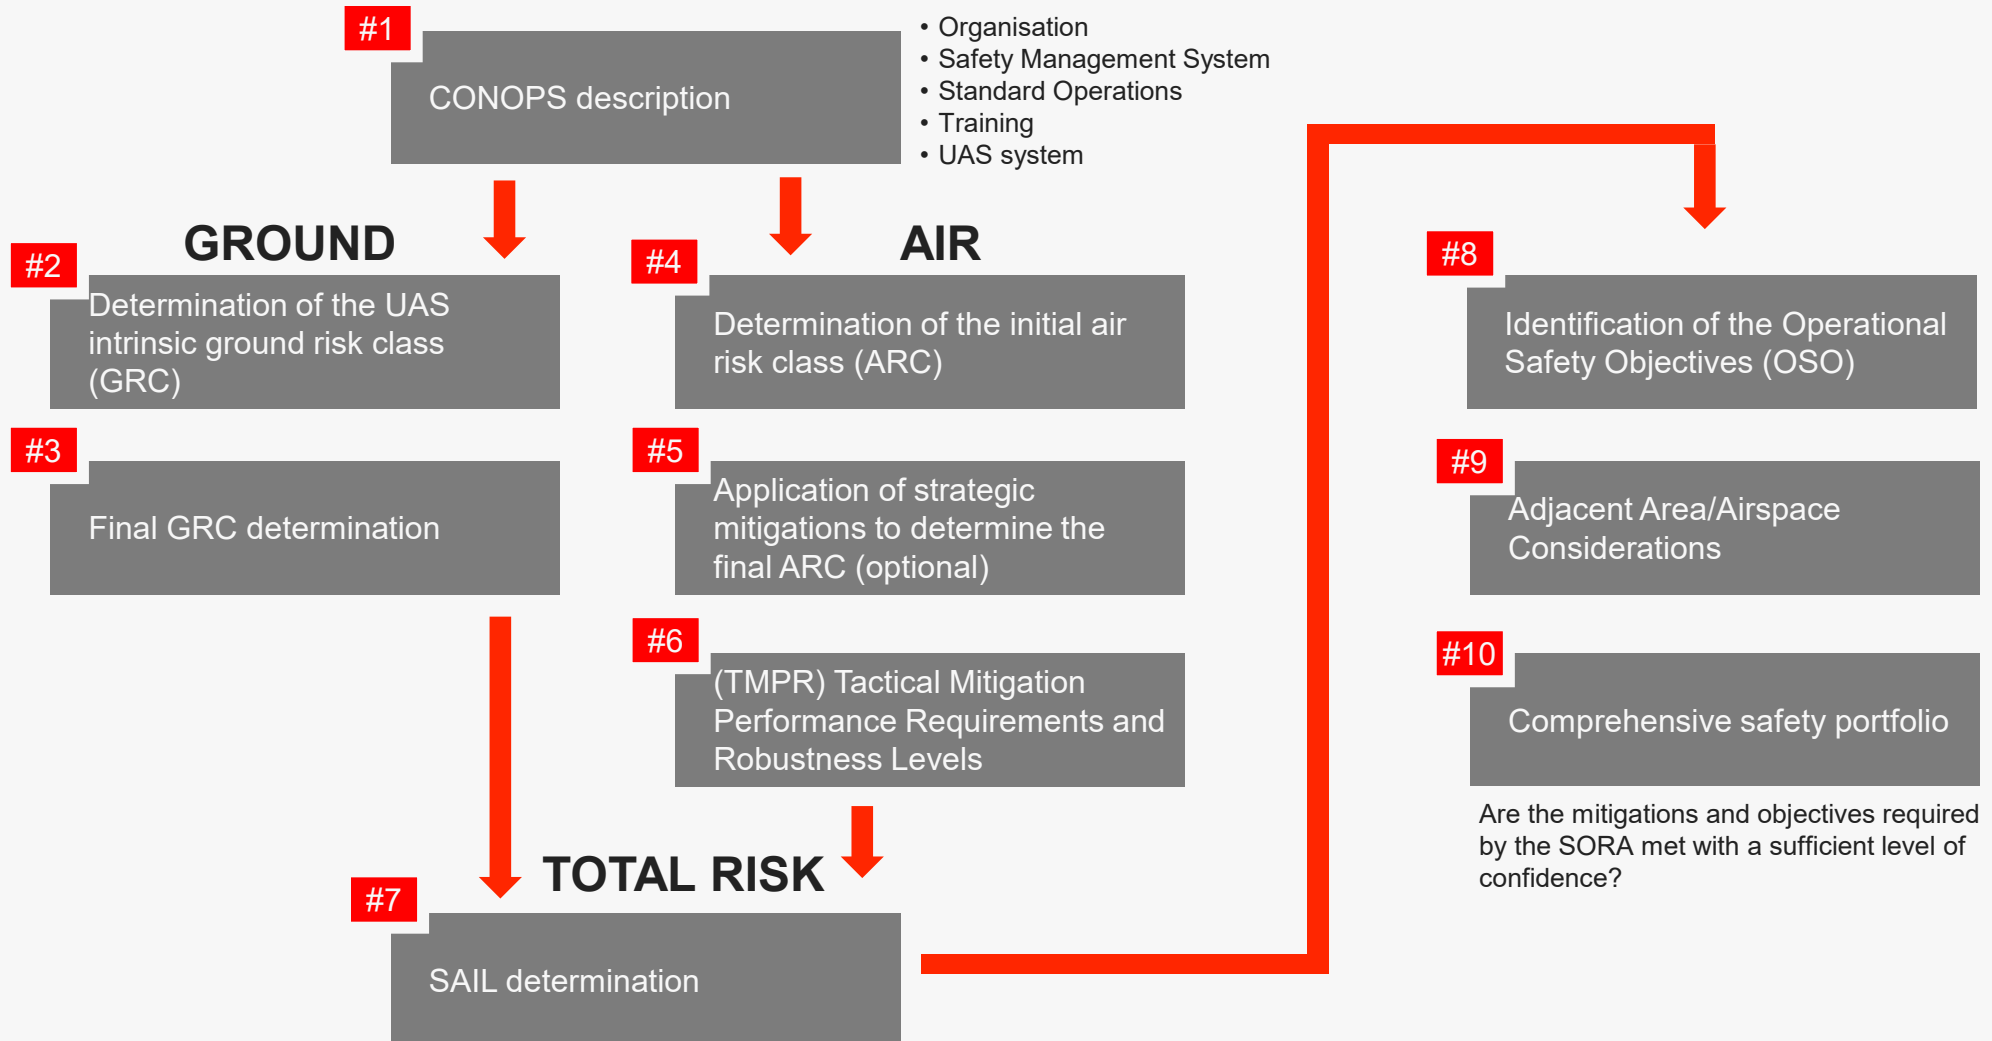 #1
CONOPS description
• Organisation
• Safety Management System
• Standard Operations
• Training
• UAS system
GROUND
#2
Determination of the UAS
intrinsic ground risk class
(GRC)
#3
Final GRC determination
AIR
#4
Determination of the initial air
risk class (ARC)
#5
Application of strategic
mitigations to determine the
final ARC (optional)
#6
(TMPR) Tactical Mitigation
Performance Requirements and
Robustness Levels
TOTAL RISK
#7
SAIL determination
#8
Identification of the Operational
Safety Objectives (OSO)
#9
Adjacent Area/Airspace
Considerations
#10
Comprehensive safety portfolio
Are the mitigations and objectives required
by the SORA met with a sufficient level of
confidence?